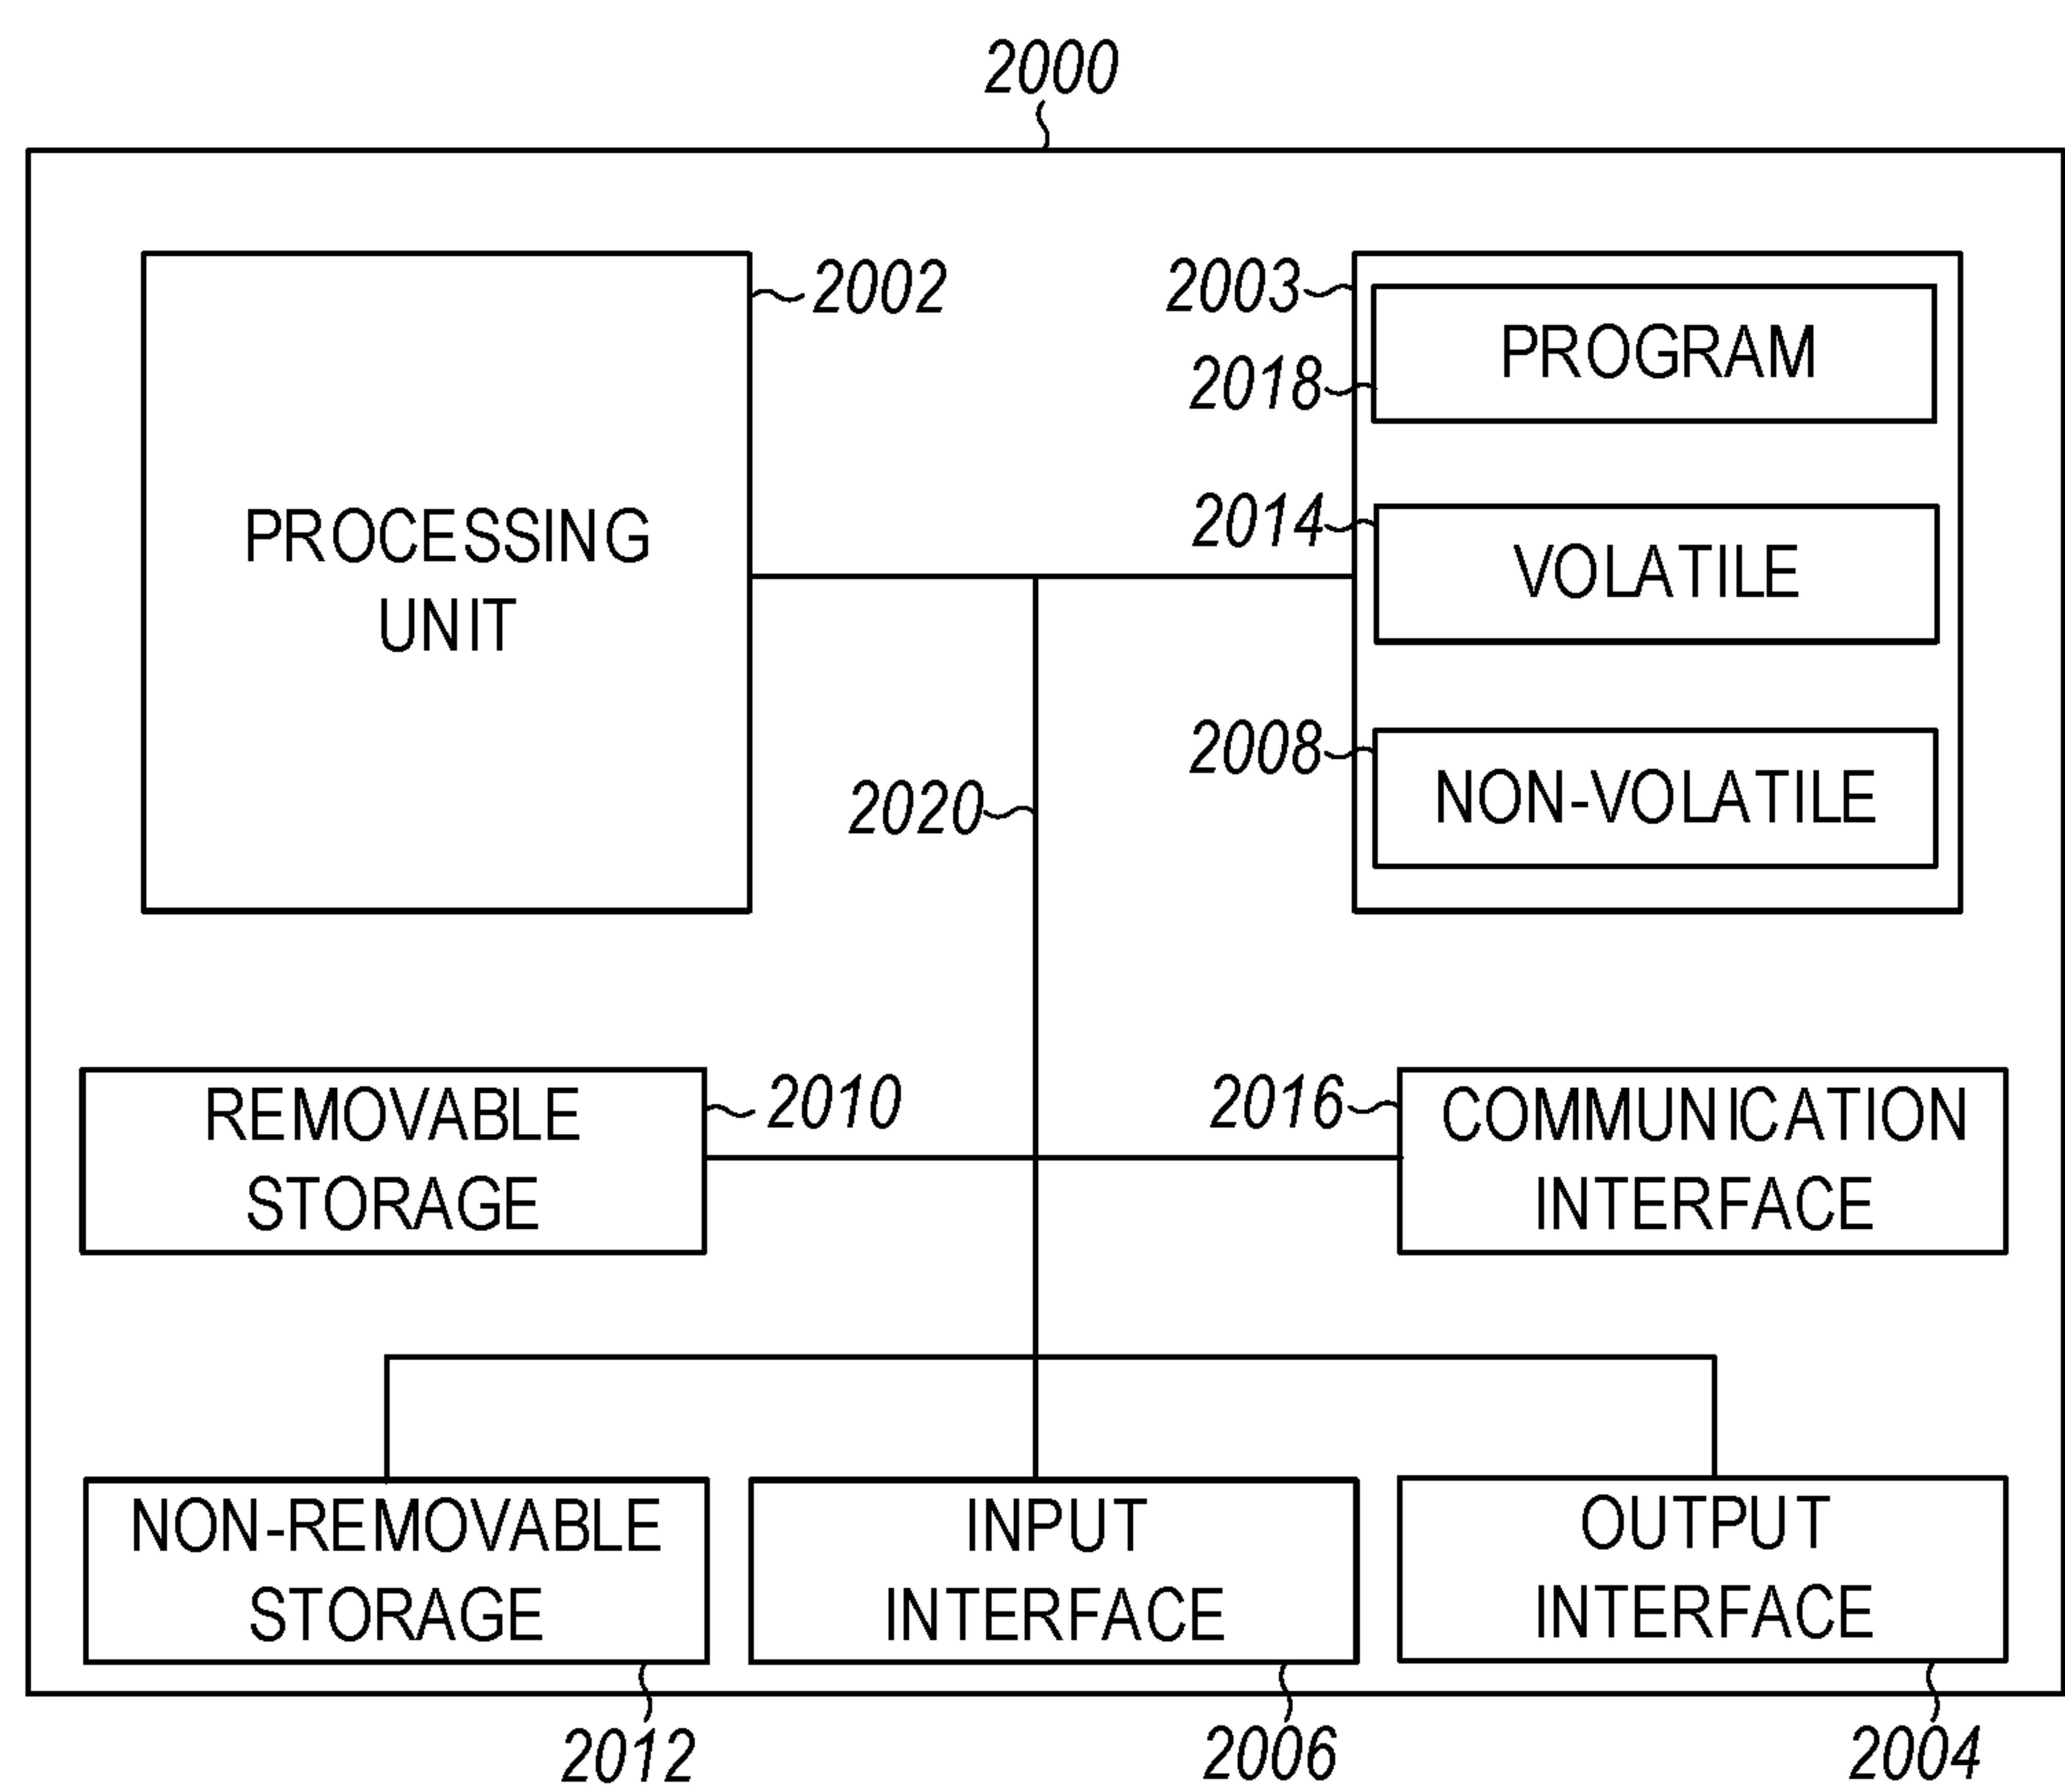 2000
2002
2003
PROGRAM
2018
PROCESSING
UNIT
2014
VOLATILE
2008
NON-VOLATILE
2020
REMOVABLE
STORAGE
2010
2016
COMMUNICATION
INTERFACE
NON-REMOVABLE
STORAGE
INPUT
INTERFACE
OUTPUT
INTERFACE
2012
2006
2004